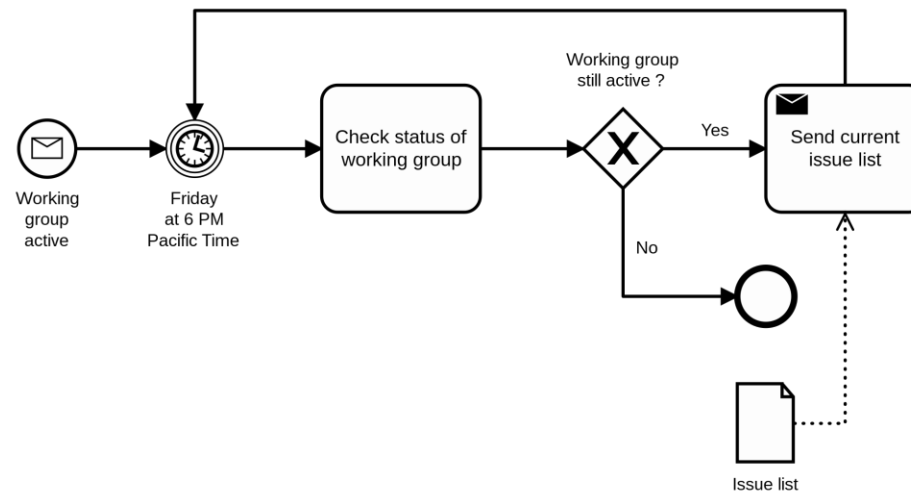 Working group
still active ?
Check status of
working group
Yes
Send current
issue list
Working
group
active
Friday
at 6 PM
Pacific Time
No
Issue list